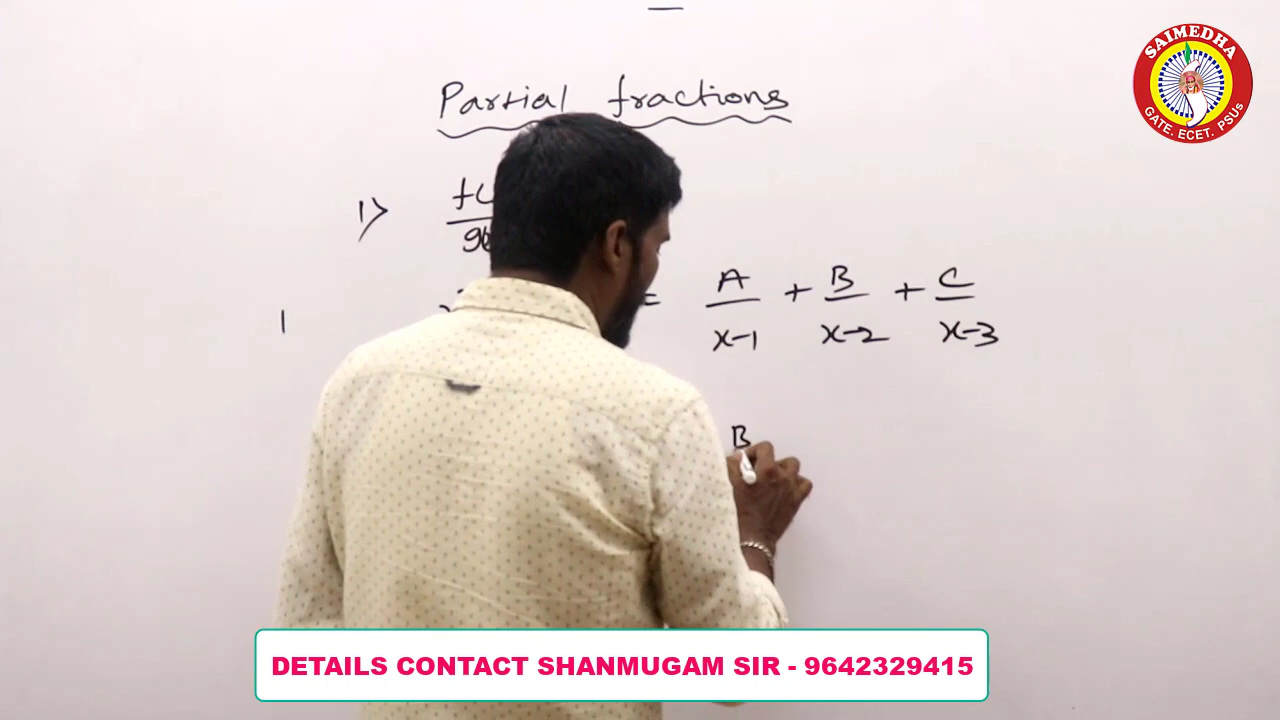 SAIMEDHA
GATE. ECET. PSUs
Partial fractions
1)
A + B + C
x-1 x-2 x-3
B
DETAILS CONTACT SHANMUGAM SIR - 9642329415